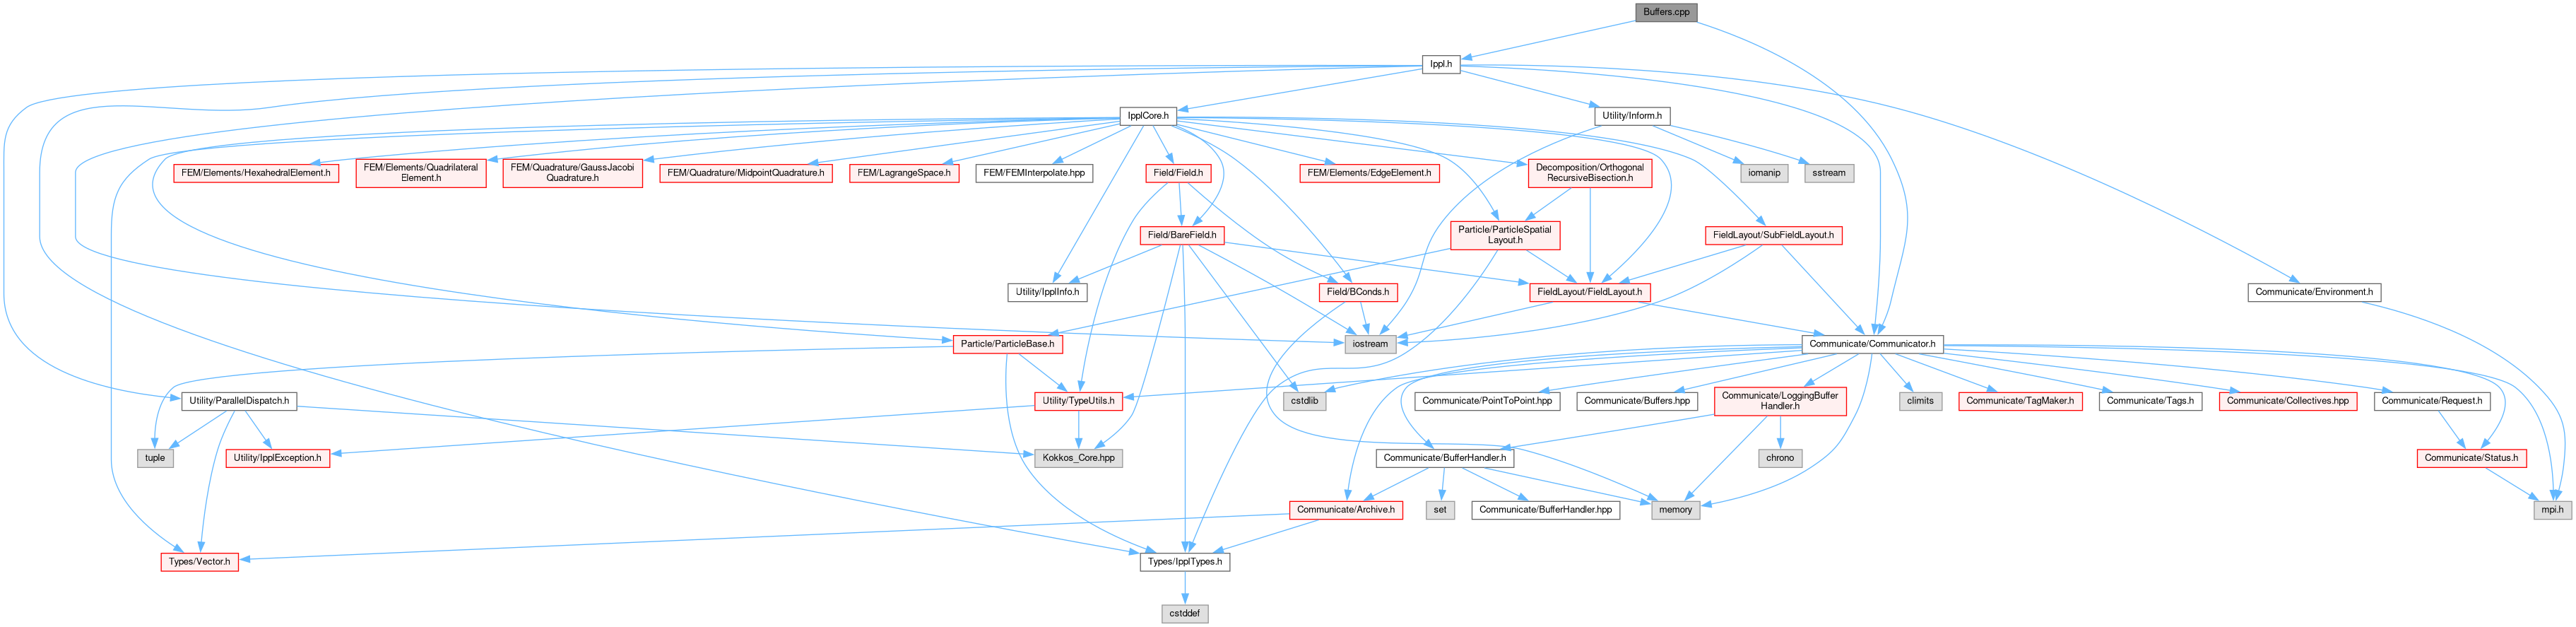 Buffers.cpp
Ippl.h
IpplCore.h
Utility/Inform.h
FEM/Elements/HexahedralElement.h
FEM/Elements/Quadrilateral
Element.h
FEM/Quadrature/GaussJacobi
Quadrature.h
FEM/Quadrature/MidpointQuadrature.h
FEM/LagrangeSpace.h
FEM/FEMInterpolate.hpp
Field/Field.h
FEM/Elements/EdgeElement.h
Decomposition/Orthogonal
RecursiveBisection.h
iomanip
sstream
Field/BareField.h
Particle/ParticleSpatial
Layout.h
FieldLayout/SubFieldLayout.h
Utility/IpplInfo.h
Field/BConds.h
FieldLayout/FieldLayout.h
Communicate/Environment.h
Particle/ParticleBase.h
iostream
Communicate/Communicator.h
Utility/ParallelDispatch.h
Utility/TypeUtils.h
cstdlib
Communicate/PointToPoint.hpp
Communicate/Buffers.hpp
Communicate/LoggingBuffer
Handler.h
climits
Communicate/TagMaker.h
Communicate/Tags.h
Communicate/Collectives.hpp
Communicate/Request.h
tuple
Utility/IpplException.h
Kokkos_Core.hpp
Communicate/BufferHandler.h
chrono
Communicate/Status.h
Communicate/Archive.h
set
Communicate/BufferHandler.hpp
memory
mpi.h
Types/Vector.h
Types/IpplTypes.h
cstddef